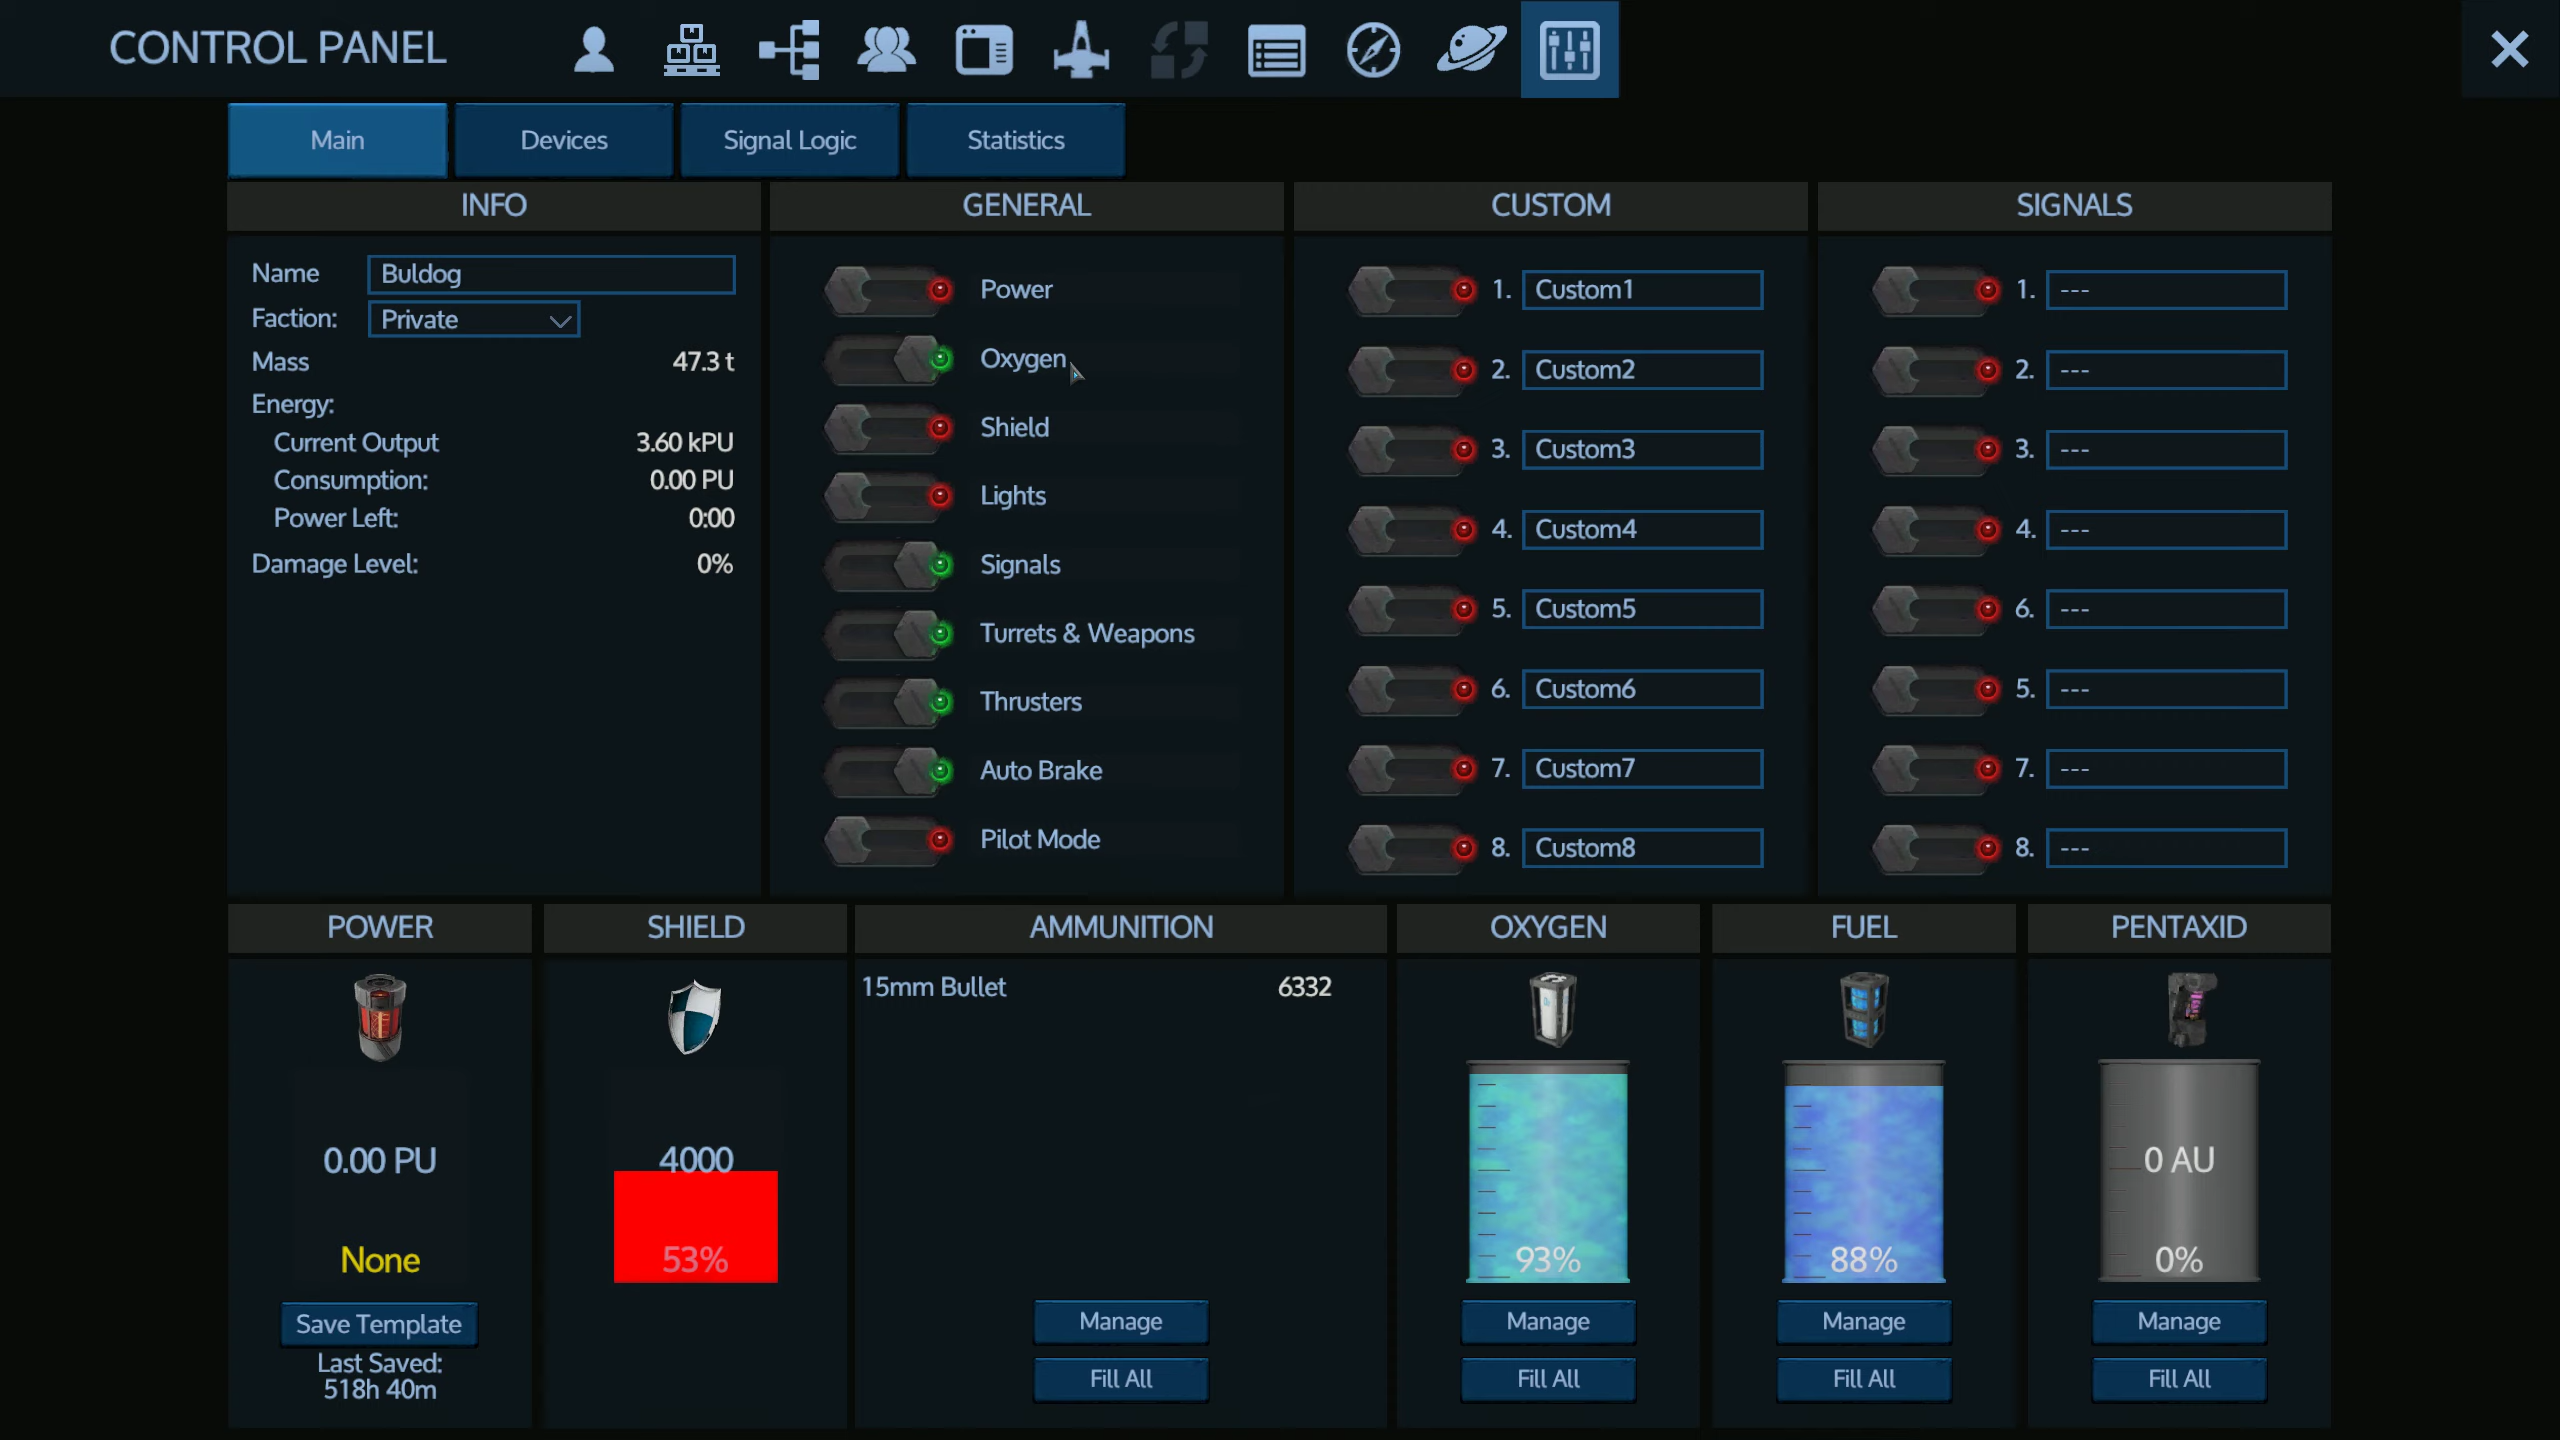 CONTROL PANEL
Main
Devices
Signal Logic
Statistics
INFO
Name
Buldog
Faction:
Private
Mass
47.3 t
Energy:
Current Output
3.60 kPU
Consumption:
0.00 PU
Power Left:
0:00
Damage Level:
0%
GENERAL
Power
Oxygen
Shield
Lights
Signals
Turrets & Weapons
Thrusters
Auto Brake
Pilot Mode
CUSTOM
1. Custom1
2. Custom2
3. Custom3
4. Custom4
5. Custom5
6. Custom6
7. Custom7
8. Custom8
SIGNALS
1. ---
2. ---
3. ---
4. ---
6. ---
5. ---
7. ---
8. ---
POWER
0.00 PU
None
Save Template
Last Saved:
518h 40m
SHIELD
4000
53%
AMMUNITION
15mm Bullet
6332
Manage
Fill All
OXYGEN
93%
Manage
Fill All
FUEL
88%
Manage
Fill All
PENTAXID
0 AU
0%
Manage
Fill All